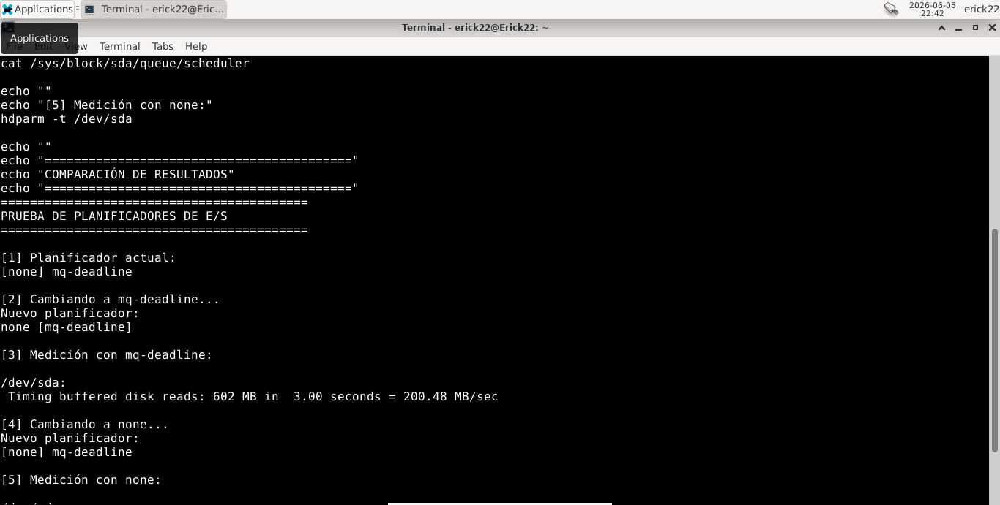 Applications
Terminal - erick22@Eric...
2026-06-05
22:42
erick22
Terminal - erick22@Erick22: ~
Applications
File Edit View Terminal Tabs Help
cat /sys/block/sda/queue/scheduler
echo ""
echo "[5] Medición con none:"
hdparm -t /dev/sda
echo ""
echo "=========================================="
echo "COMPARACIÓN DE RESULTADOS"
echo "=========================================="
==========================================
PRUEBA DE PLANIFICADORES DE E/S
==========================================
[1] Planificador actual:
[none] mq-deadline
[2] Cambiando a mq-deadline...
Nuevo planificador:
none [mq-deadline]
[3] Medición con mq-deadline:
/dev/sda:
Timing buffered disk reads: 602 MB in  3.00 seconds = 200.48 MB/sec
[4] Cambiando a none...
Nuevo planificador:
[none] mq-deadline
[5] Medición con none: